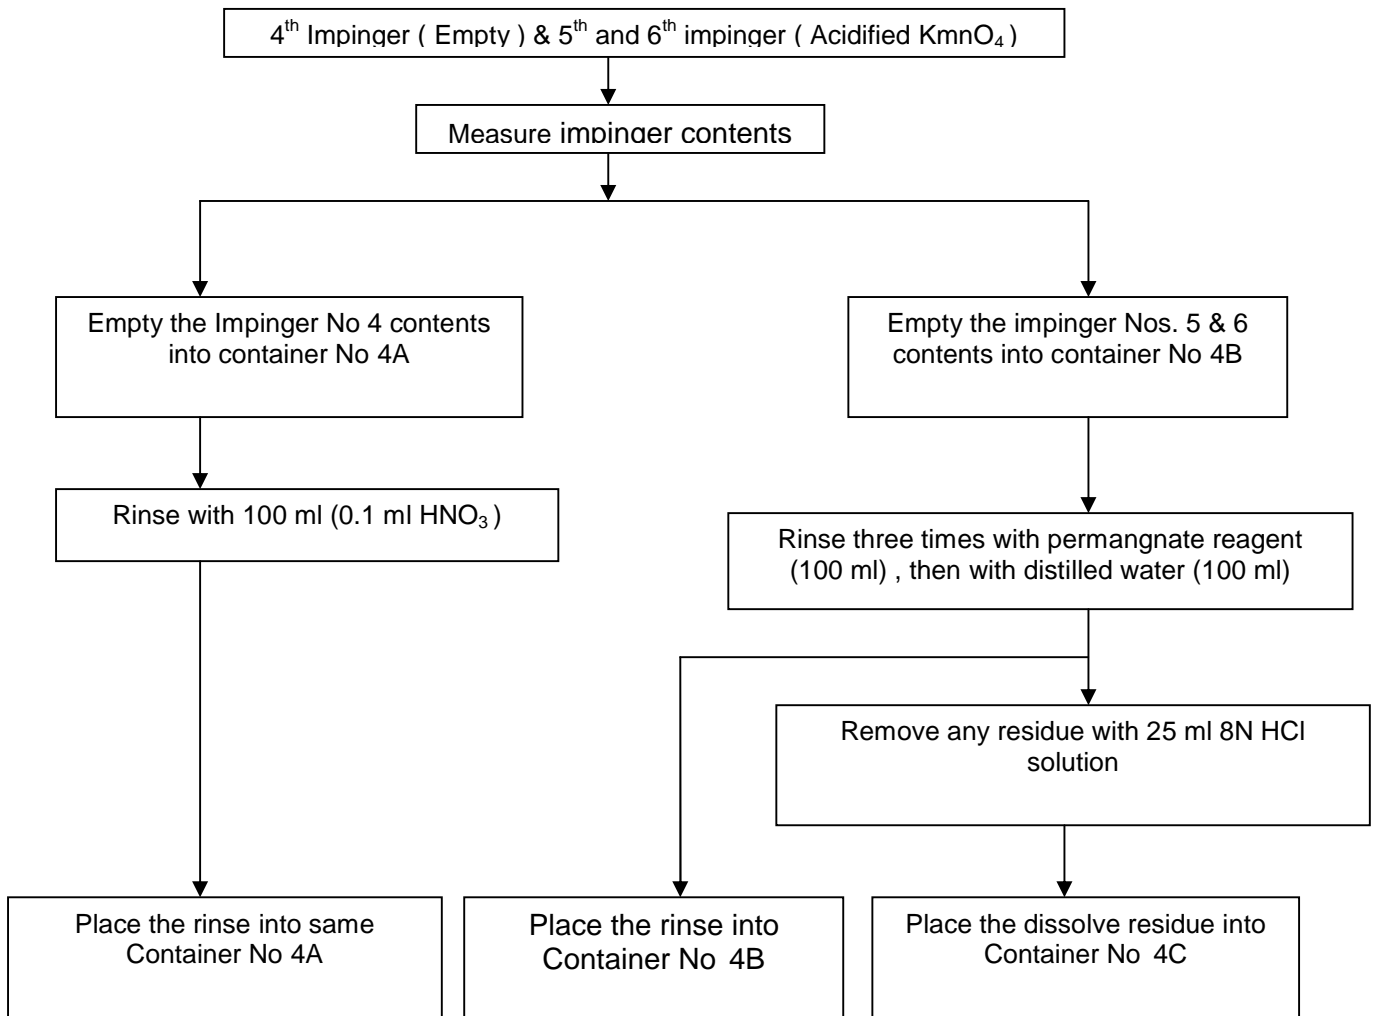 4th Impinger ( Empty ) & 5th and 6th impinger ( Acidified KmnO4 )
Measure impinger contents
Empty the Impinger No 4 contents
into container No 4A
Empty the impinger Nos. 5 & 6
contents into container No 4B
Rinse with 100 ml (0.1 ml HNO3 )
Rinse three times with permangnate reagent
(100 ml) , then with distilled water (100 ml)
Remove any residue with 25 ml 8N HCl
solution
Place the rinse into same
Container No 4A
Place the rinse into
Container No 4B
Place the dissolve residue into
Container No 4C